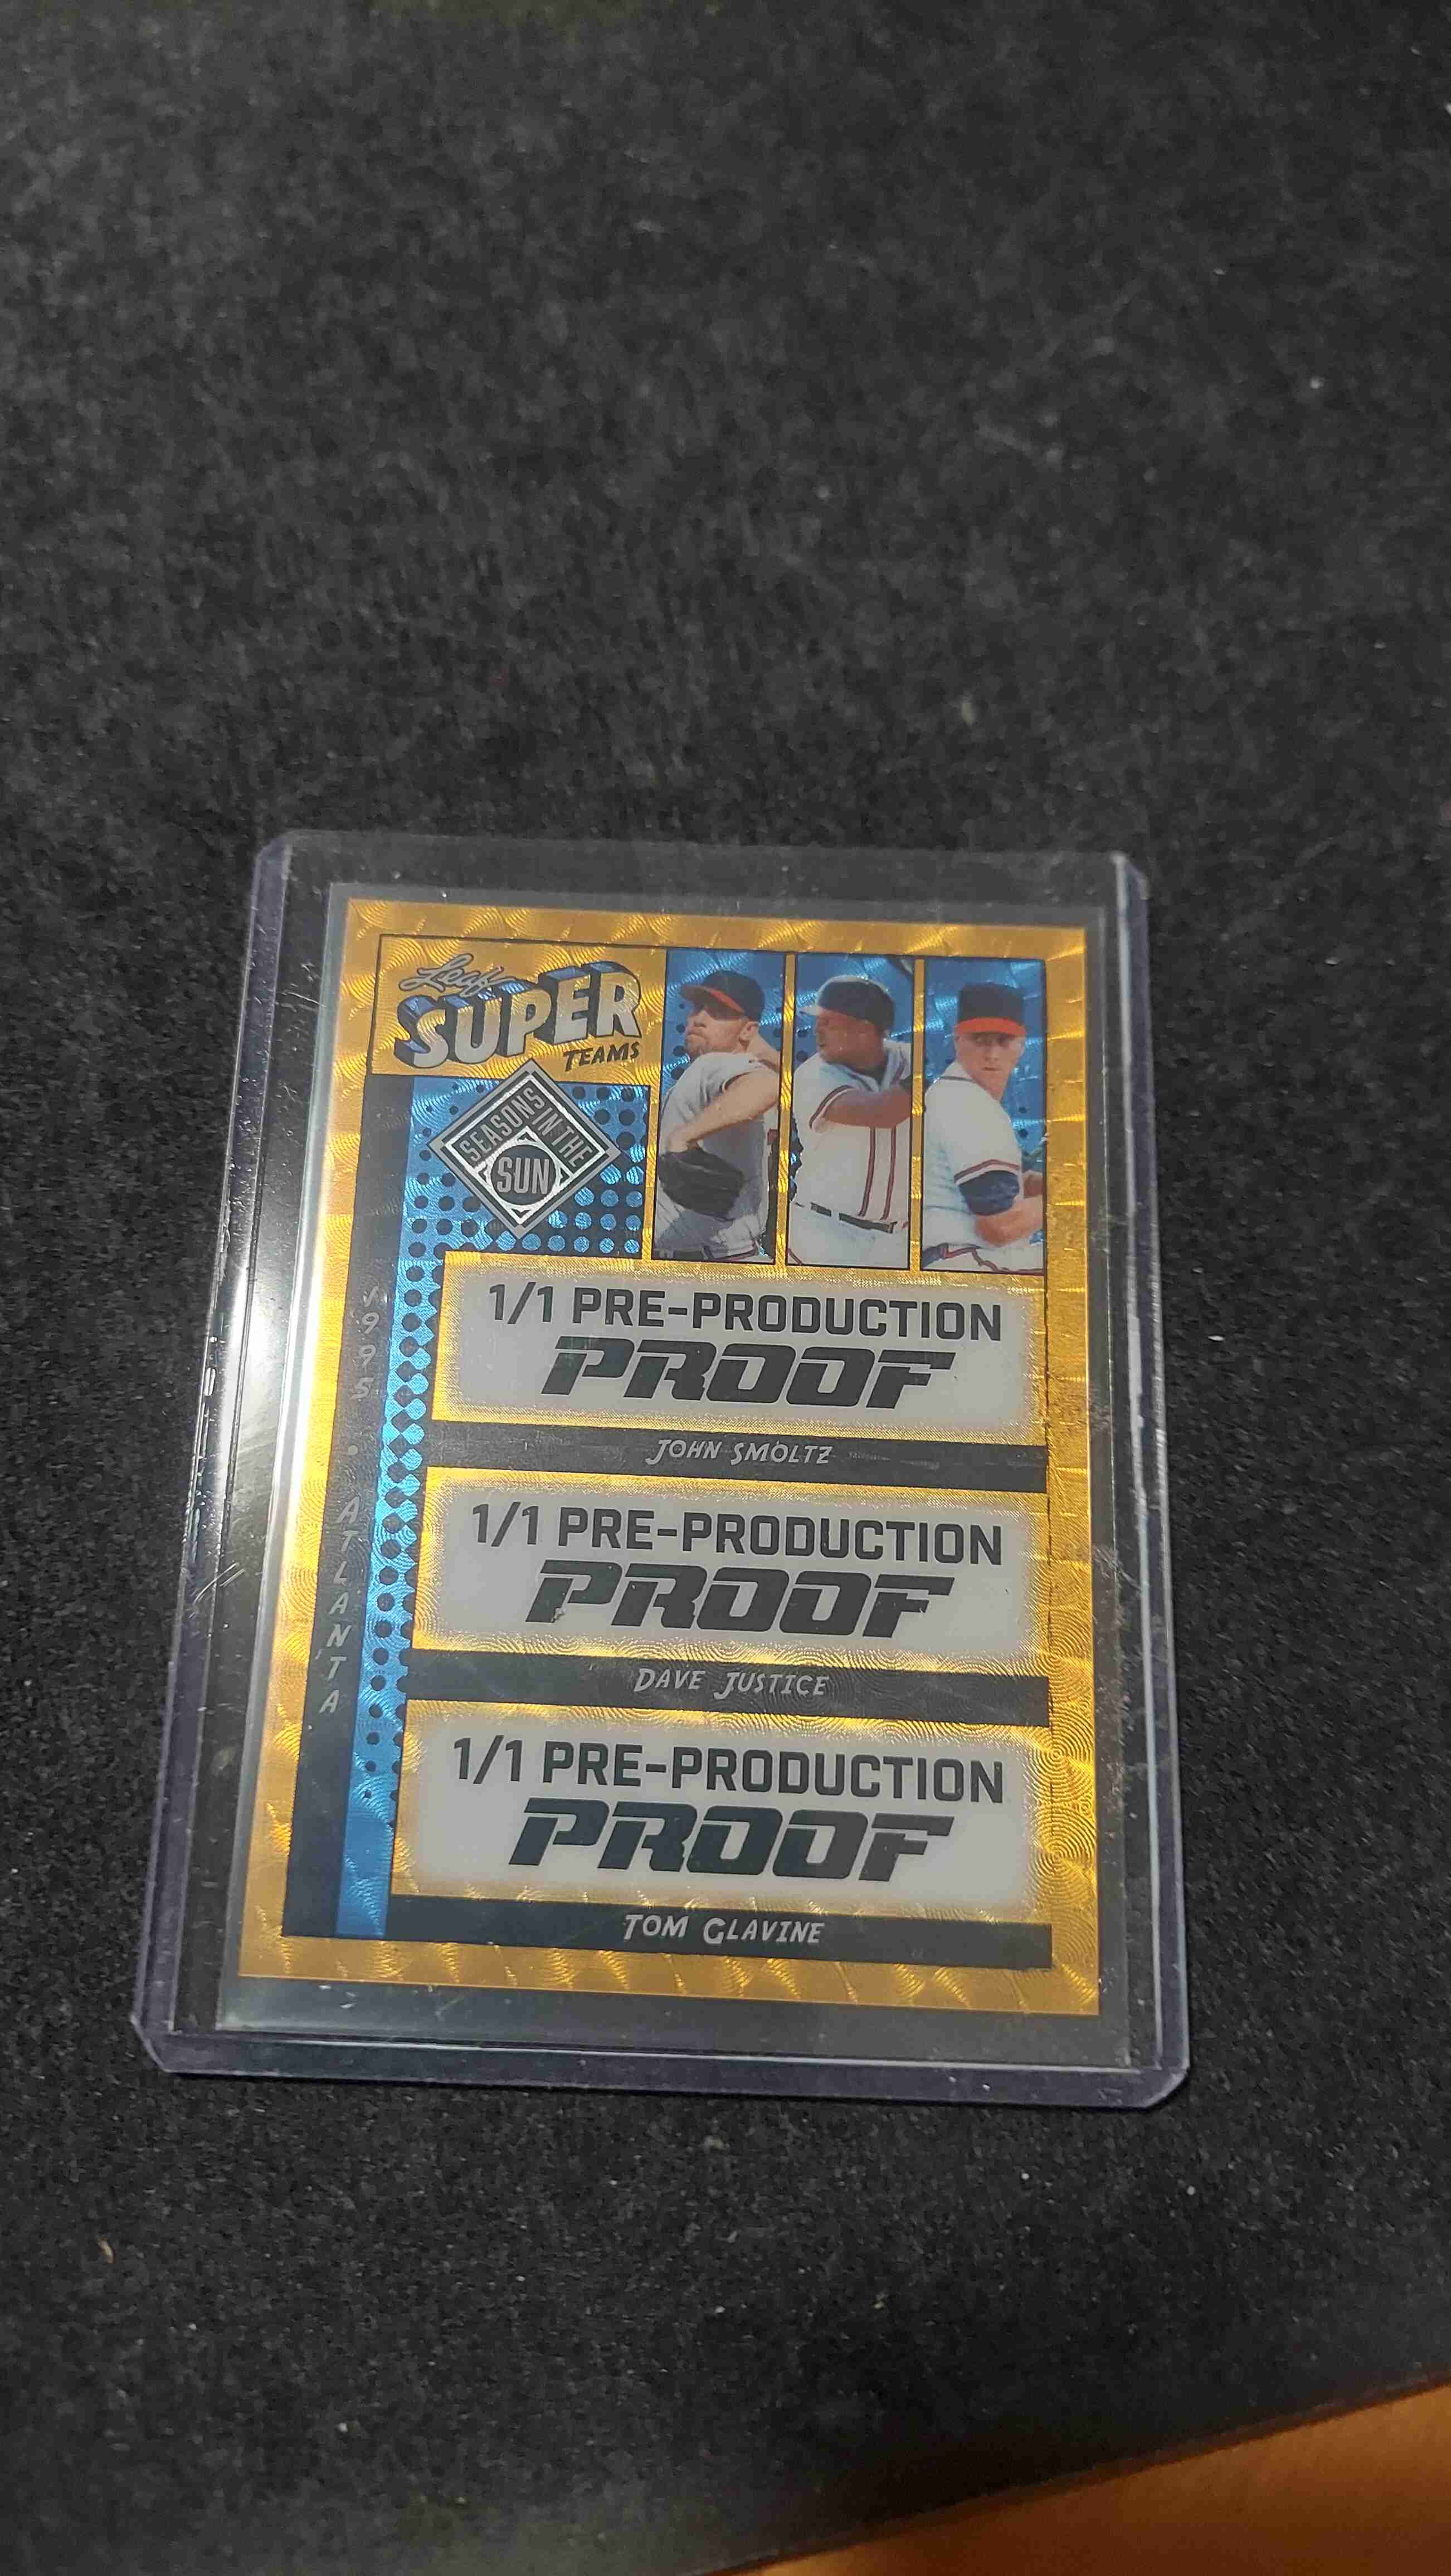 Leaf
SUPER
TEAMS
SEASONS IN THE
SUN
1995 • ATLANTA
1/1 PRE-PRODUCTION
PROOF
JOHN SMOLTZ
1/1 PRE-PRODUCTION
PROOF
DAVE JUSTICE
1/1 PRE-PRODUCTION
PROOF
TOM GLAVINE